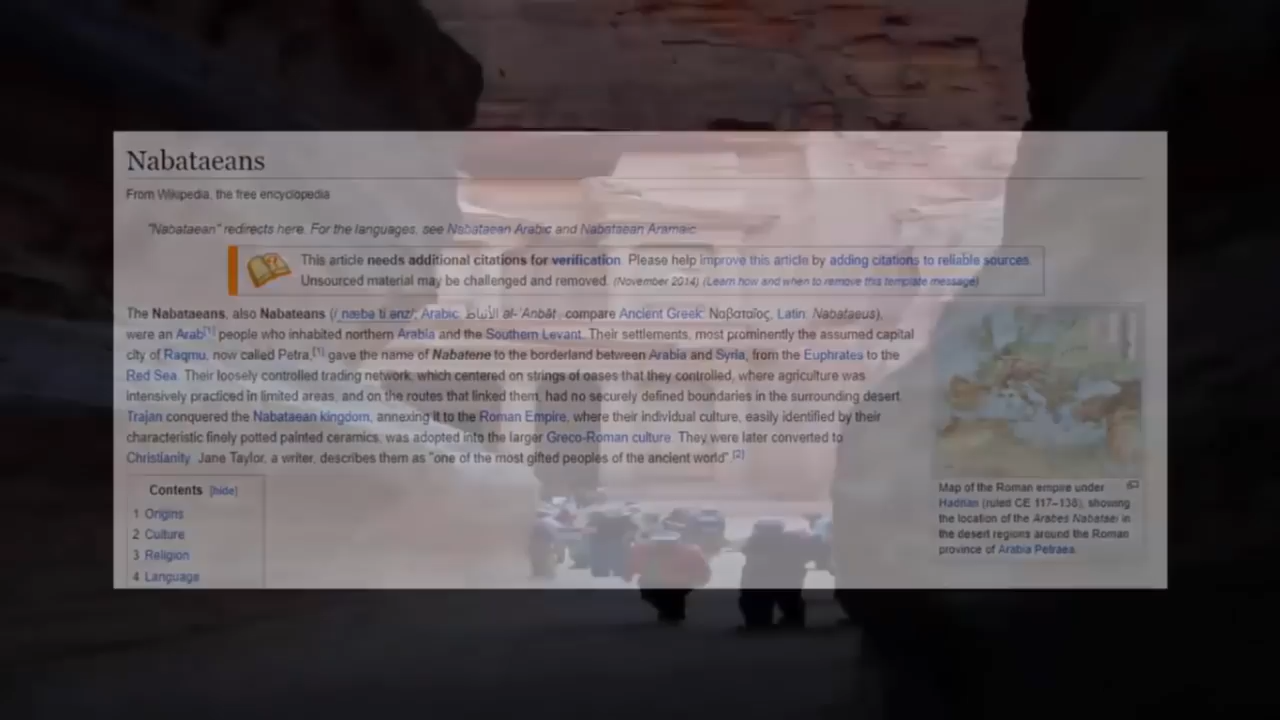 Nabataeans
From Wikipedia, the free encyclopedia
"Nabataean" redirects here. For the languages, see Nabataean Arabic and Nabataean Aramaic.
This article needs additional citations for verification. Please help improve this article by adding citations to reliable sources.
Unsourced material may be challenged and removed. (November 2014) (Learn how and when to remove this template message)
The Nabataeans, also Nabateans (/ˌnæbəˈtiːənz/; Arabic: الأنباط al-ʾAnbāṭ , compare Ancient Greek: Ναβαταῖος, Latin: Nabataeus),
were an Arab[1] people who inhabited northern Arabia and the Southern Levant. Their settlements, most prominently the assumed capital
city of Raqmu, now called Petra,[1] gave the name of Nabatene to the borderland between Arabia and Syria, from the Euphrates to the
Red Sea. Their loosely controlled trading network, which centered on strings of oases that they controlled, where agriculture was
intensively practiced in limited areas, and on the routes that linked them, had no securely defined boundaries in the surrounding desert.
Trajan conquered the Nabataean kingdom, annexing it to the Roman Empire, where their individual culture, easily identified by their
characteristic finely potted painted ceramics, was adopted into the larger Greco-Roman culture. They were later converted to
Christianity. Jane Taylor, a writer, describes them as "one of the most gifted peoples of the ancient world".[2]
Contents [hide]
1 Origins
2 Culture
3 Religion
4 Language
Map of the Roman empire under
Hadrian (ruled CE 117–138), showing
the location of the Arabes Nabataei in
the desert regions around the Roman
province of Arabia Petraea.